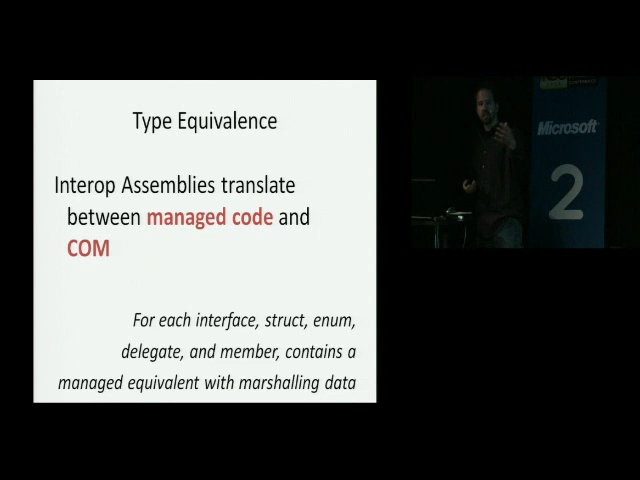 Type Equivalence
Interop Assemblies translate
between managed code and
COM
For each interface, struct, enum,
delegate, and member, contains a
managed equivalent with marshalling data
Microsoft
2